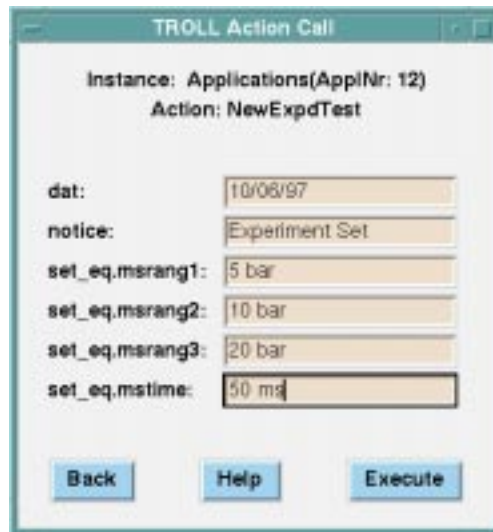 TROLL Action Call
Instance: Applications(ApplNr: 12)
Action: NewExpdTest
dat: 10/06/97
notice: Experiment Set
set_eq.msrang1: 5 bar
set_eq.msrang2: 10 bar
set_eq.msrang3: 20 bar
set_eq.mstime: 50 ms
Back Help Execute